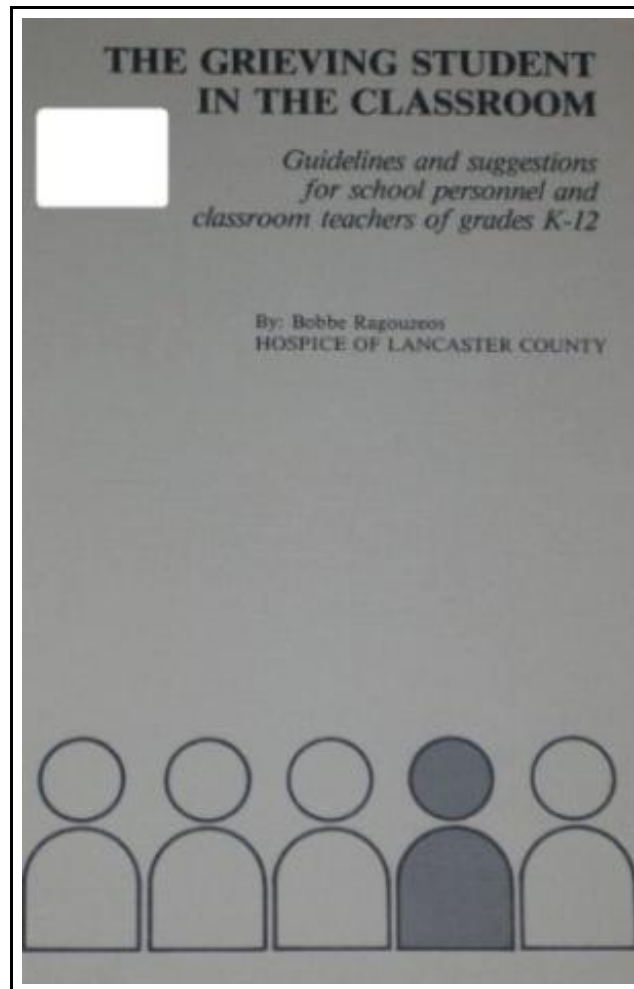 THE GRIEVING STUDENT
IN THE CLASSROOM
Guidelines and suggestions
for school personnel and
classroom teachers of grades K-12
By: Bobbe Ragouzeos
HOSPICE OF LANCASTER COUNTY